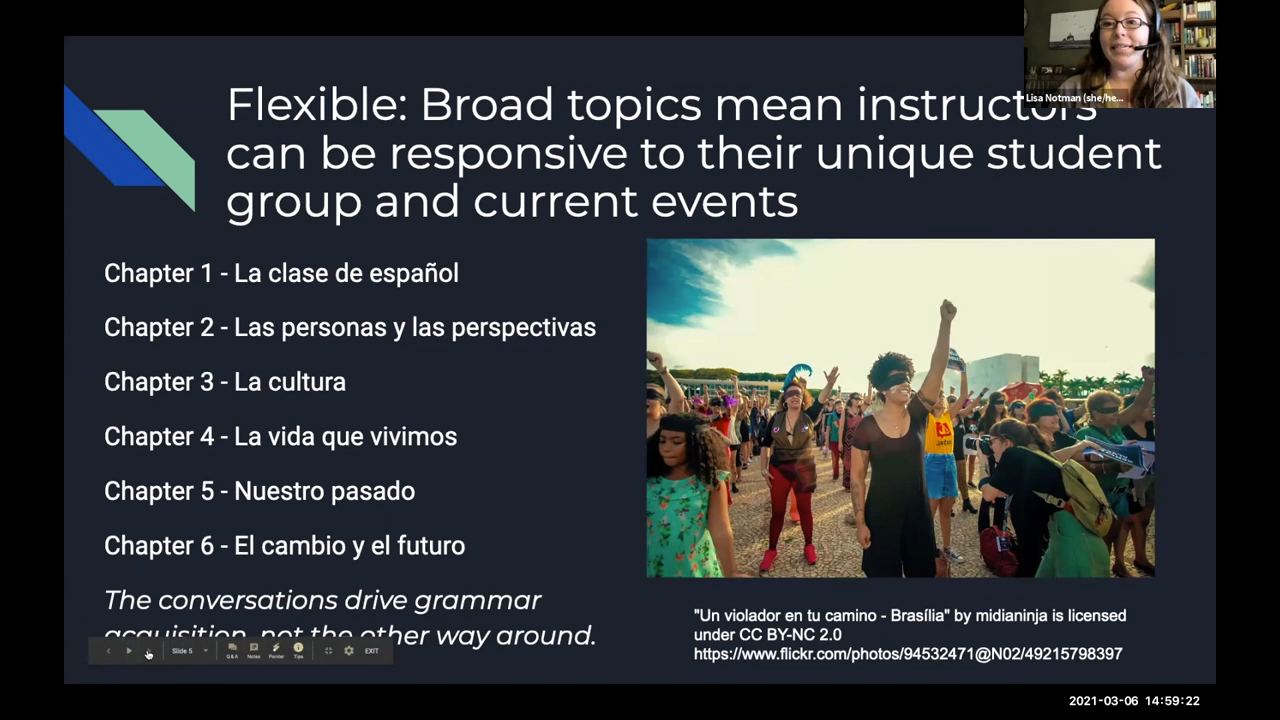 Flexible: Broad topics mean instructors
can be responsive to their unique student
group and current events
Lisa Notman (she/he...
Chapter 1 - La clase de español
Chapter 2 - Las personas y las perspectivas
Chapter 3 - La cultura
Chapter 4 - La vida que vivimos
Chapter 5 - Nuestro pasado
Chapter 6 - El cambio y el futuro
The conversations drive grammar
acquisition, not the other way around.
Slide 5
Q&A
Notes
Pointer
Tips
EXIT
"Un violador en tu camino - Brasília" by midianinja is licensed
under CC BY-NC 2.0
https://www.flickr.com/photos/94532471@N02/49215798397
2021-03-06 14:59:22